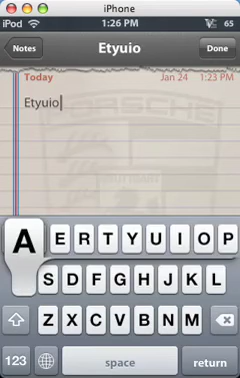 iPhone
iPod 1:26 PM 65
Notes Etyuio Done
Today Jan 24 1:23 PM
Etyuio
PORSCHE
A E R T Y U I O P
S D F G H J K L
Z X C V B N M
123 space return